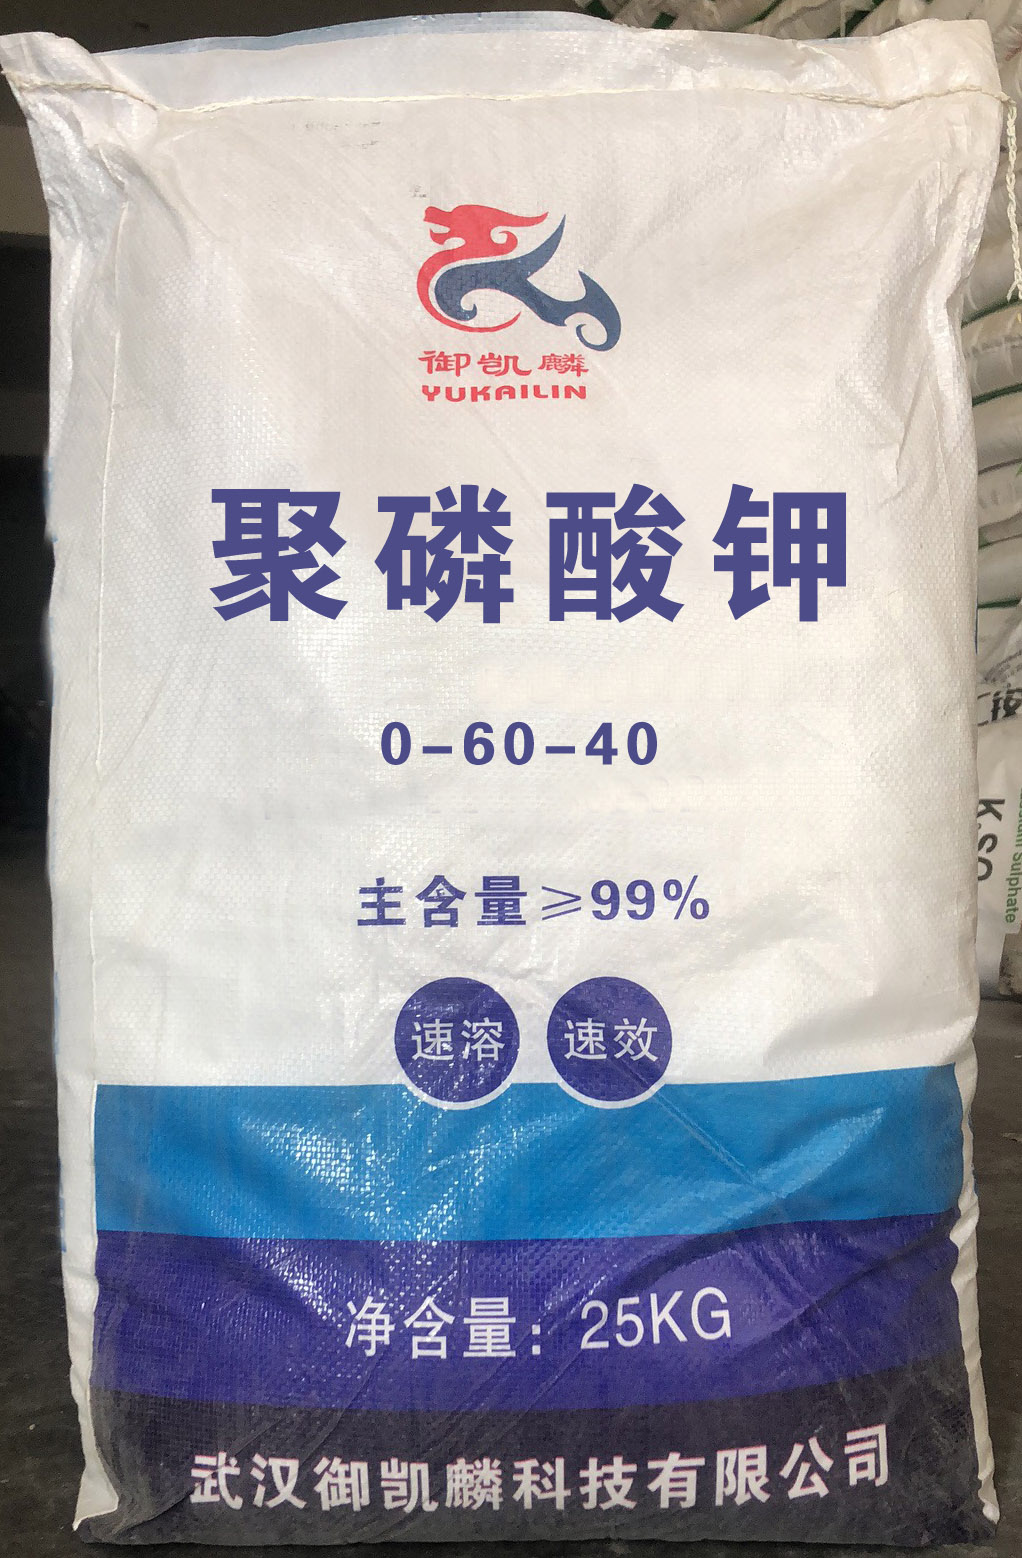 御凯麟
YUKAILIN
聚磷酸钾
0-60-40
主含量≥99%
速溶 速效
净含量：25KG
武汉御凯麟科技有限公司
Sulphate